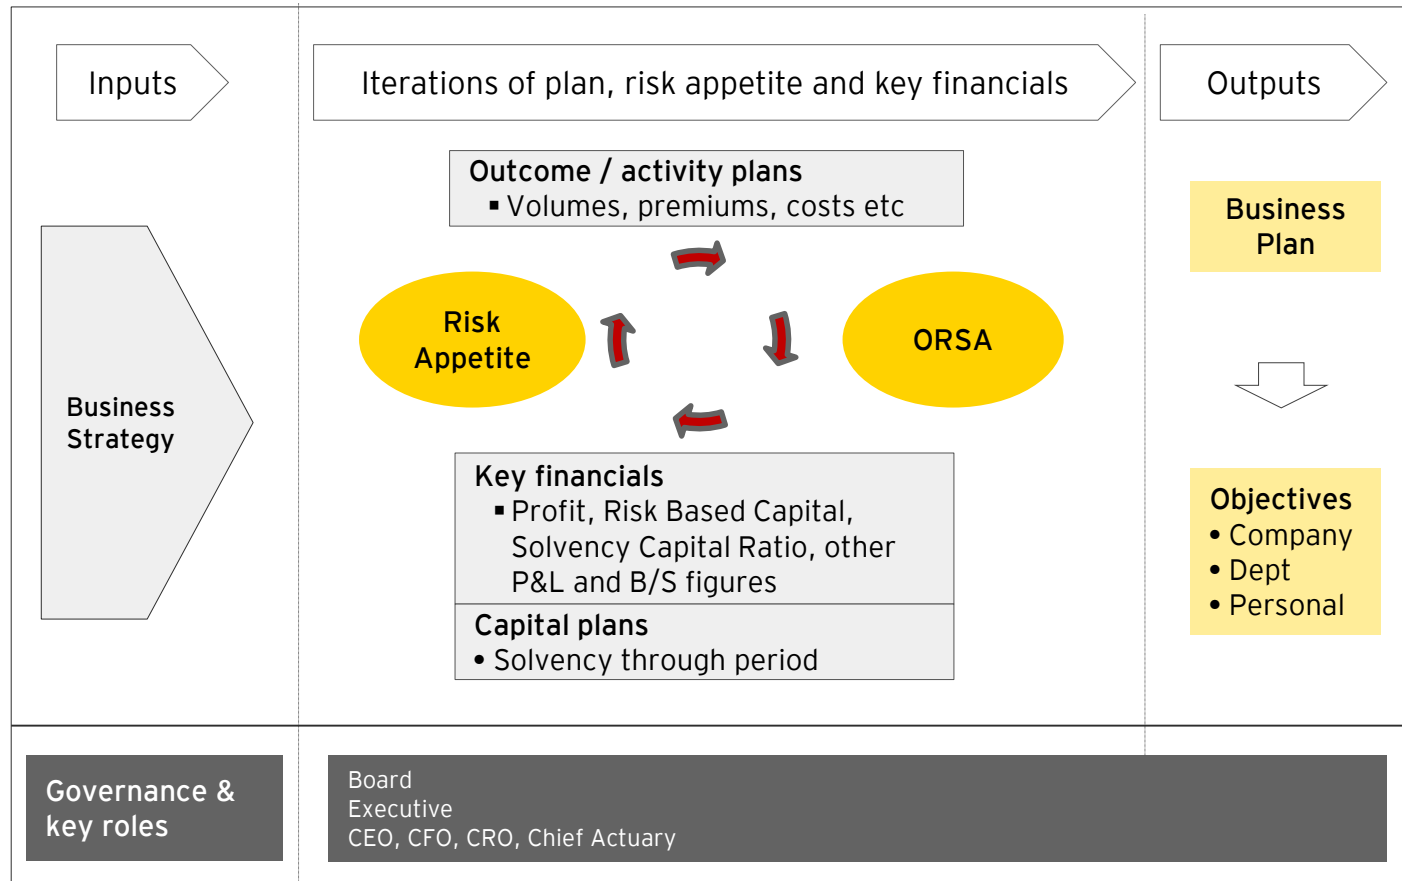 Inputs
Iterations of plan, risk appetite and key financials
Outputs
Outcome / activity plans
▪ Volumes, premiums, costs etc
Business
Plan
Risk
Appetite
ORSA
Business
Strategy
Key financials
▪ Profit, Risk Based Capital,
Solvency Capital Ratio, other
P&L and B/S figures
Capital plans
• Solvency through period
Objectives
• Company
• Dept
• Personal
Governance &
key roles
Board
Executive
CEO, CFO, CRO, Chief Actuary